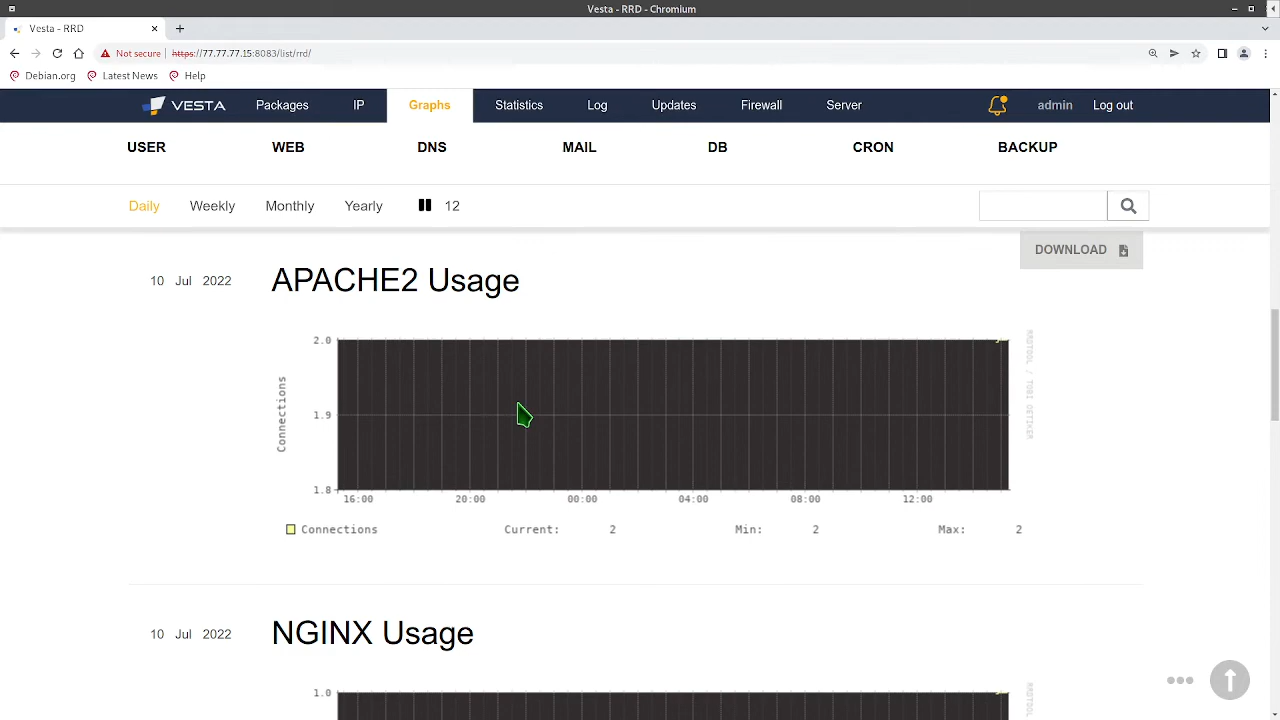 Vesta - RRD - Chromium
Vesta - RRD
Not secure https://77.77.77.15:8083/list/rrd/
Debian.org Latest News Help
VESTA Packages IP Graphs Statistics Log Updates Firewall Server admin Log out
USER WEB DNS MAIL DB CRON BACKUP
Daily Weekly Monthly Yearly 12
DOWNLOAD
10 Jul 2022 APACHE2 Usage
2.0
1.9
1.8
Connections
RRDTOOL / TOBI OETIKER
16:00 20:00 00:00 04:00 08:00 12:00
Connections Current: 2 Min: 2 Max: 2
10 Jul 2022 NGINX Usage
1.0
RRDTOOL